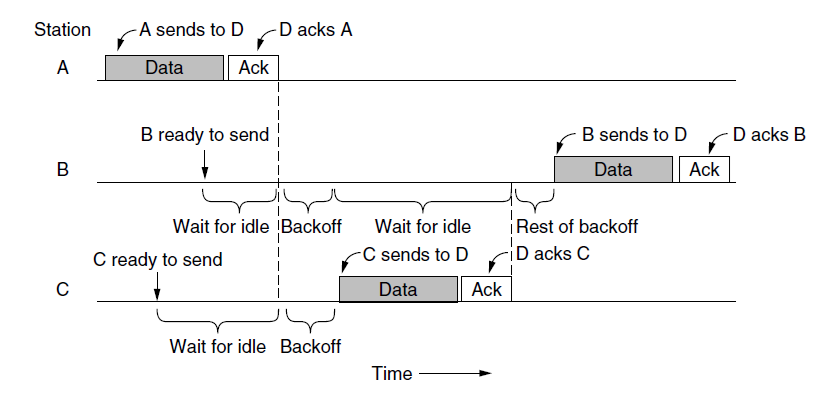 Station
A sends to D
D acks A
A
Data
Ack
B ready to send
B sends to D
D acks B
B
Data
Ack
Wait for idle
Backoff
Wait for idle
Rest of backoff
C ready to send
C sends to D
D acks C
C
Data
Ack
Wait for idle
Backoff
Time